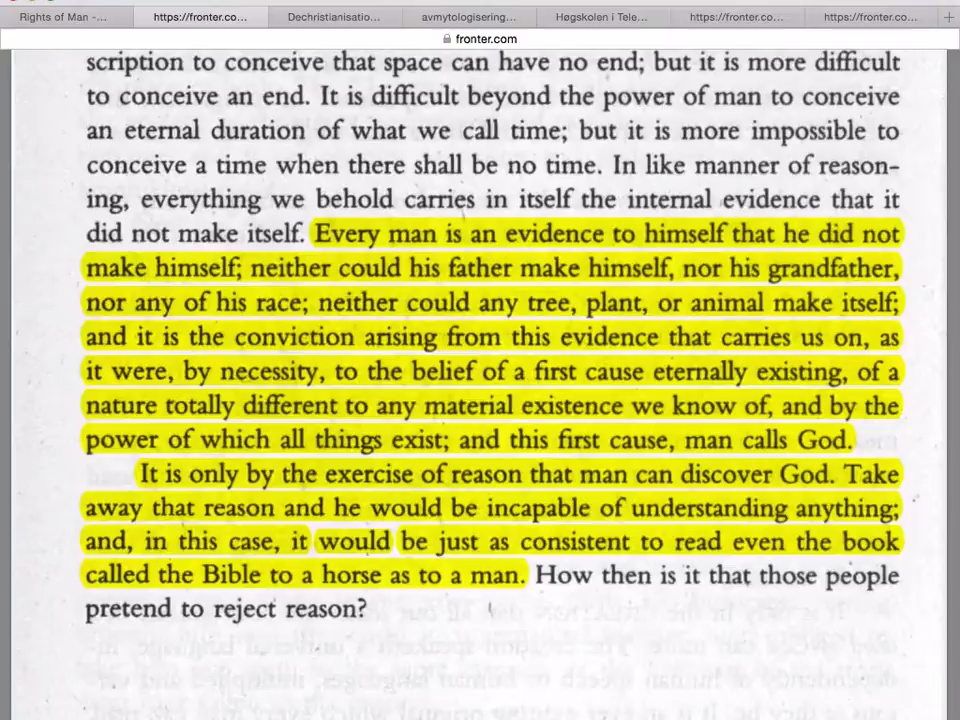 Rights of Man -...
https://fronter.co...
Dechristianisatio...
avmytologisering...
Høgskolen i Tele...
https://fronter.co...
https://fronter.co...
fronter.com
scription to conceive that space can have no end; but it is more difficult
to conceive an end. It is difficult beyond the power of man to conceive
an eternal duration of what we call time; but it is more impossible to
conceive a time when there shall be no time. In like manner of reason-
ing, everything we behold carries in itself the internal evidence that it
did not make itself. Every man is an evidence to himself that he did not
make himself; neither could his father make himself, nor his grandfather,
nor any of his race; neither could any tree, plant, or animal make itself;
and it is the conviction arising from this evidence that carries us on, as
it were, by necessity, to the belief of a first cause eternally existing, of a
nature totally different to any material existence we know of, and by the
power of which all things exist; and this first cause, man calls God.
It is only by the exercise of reason that man can discover God. Take
away that reason and he would be incapable of understanding anything;
and, in this case, it would be just as consistent to read even the book
called the Bible to a horse as to a man. How then is it that those people
pretend to reject reason?